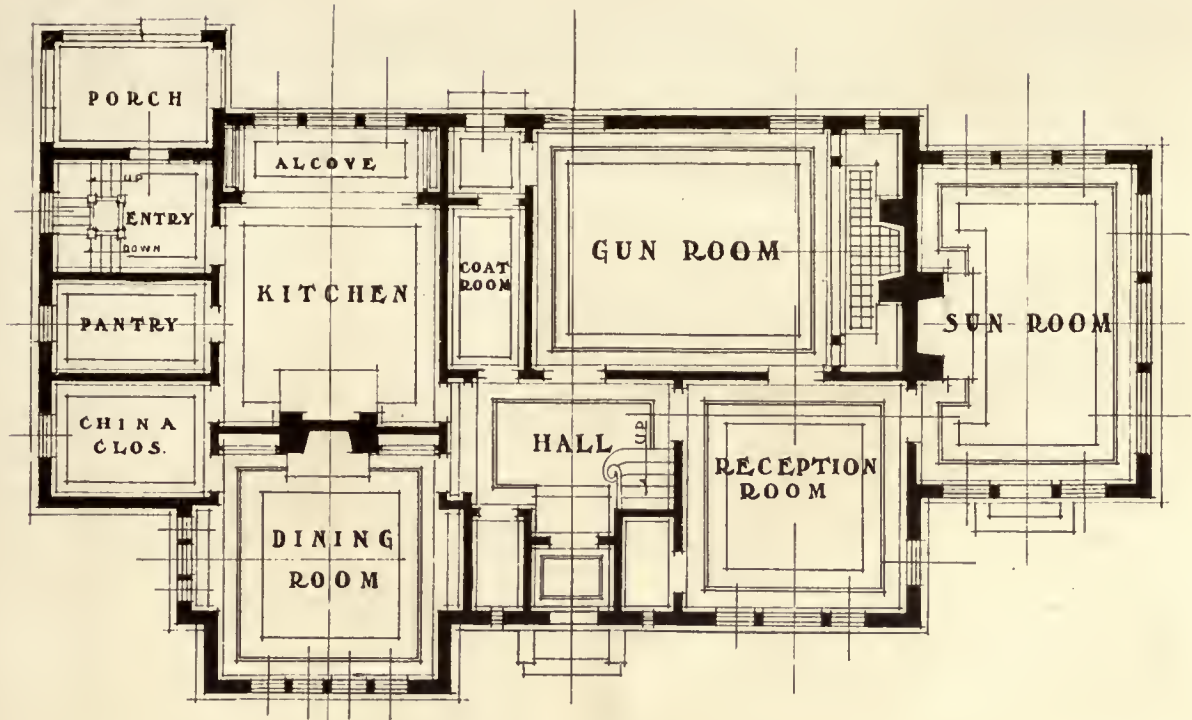 PORCH
ALCOVE
UP
ENTRY
DOWN
GUN ROOM
COAT
ROOM
KITCHEN
PANTRY
SUN ROOM
CHINA
CLOS.
HALL
UP
RECEPTION
ROOM
DINING
ROOM